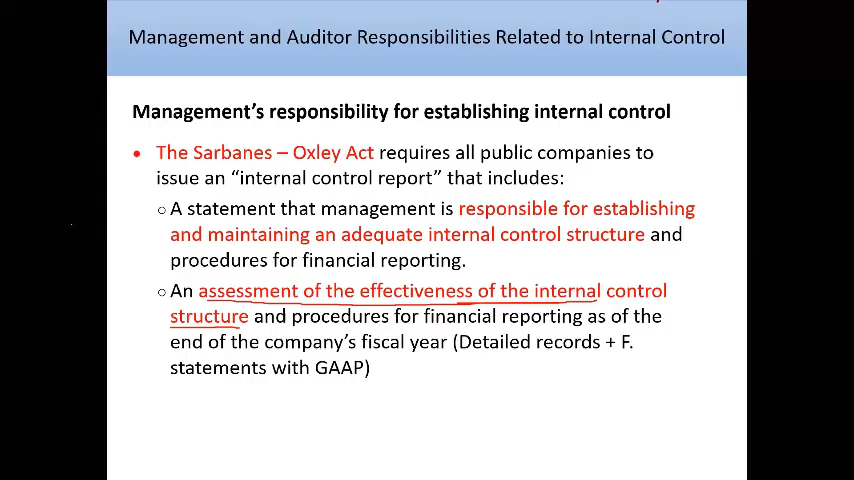 Management and Auditor Responsibilities Related to Internal Control
Management’s responsibility for establishing internal control
• The Sarbanes – Oxley Act requires all public companies to
issue an “internal control report” that includes:
○ A statement that management is responsible for establishing
and maintaining an adequate internal control structure and
procedures for financial reporting.
○ An assessment of the effectiveness of the internal control
structure and procedures for financial reporting as of the
end of the company’s fiscal year (Detailed records + F.
statements with GAAP)